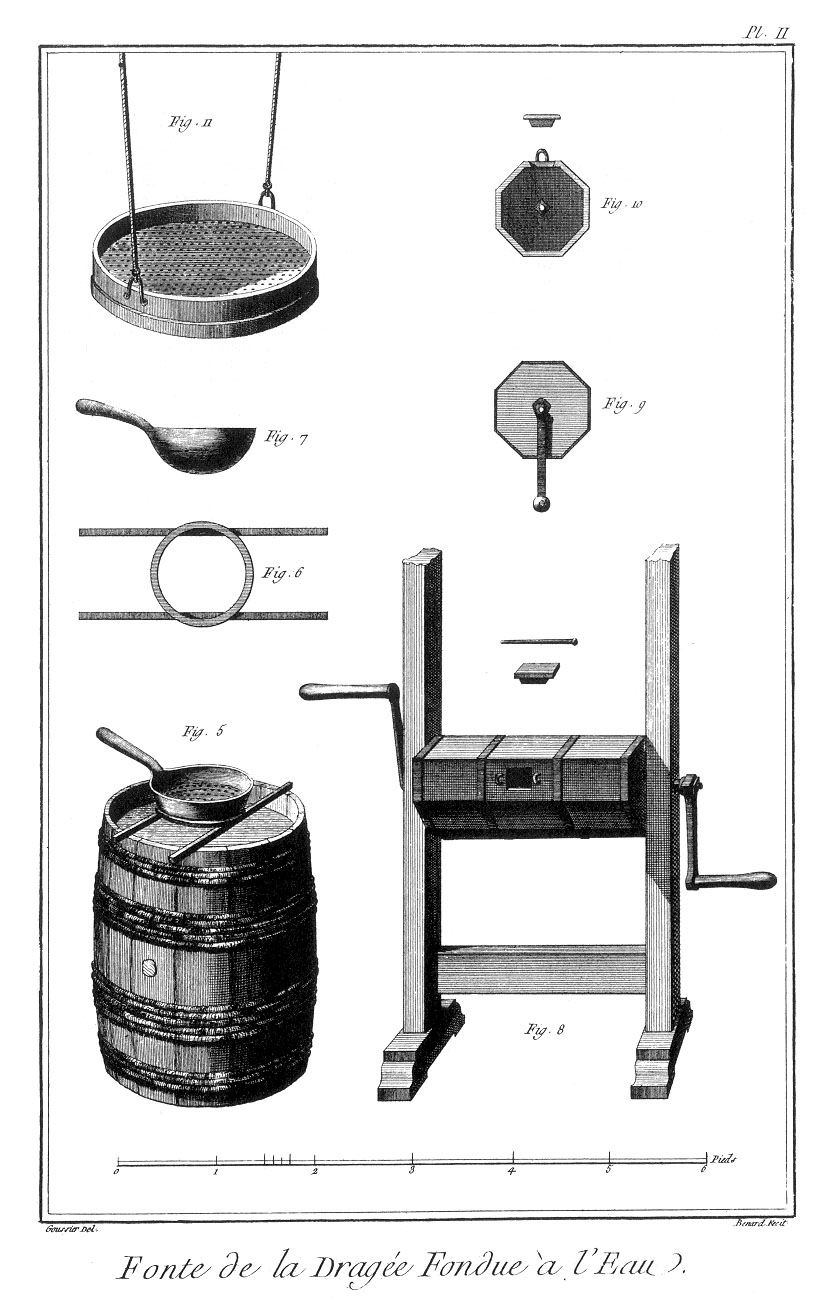 Pl. II
Fig. 11
Fig. 10
Fig. 9
Fig. 7
Fig. 6
Fig. 5
Fig. 8
0 1 2 3 4 5 6 Pieds
Goussier Del.
Benard Fecit
Fonte de la Dragée Fondue à l'Eau.